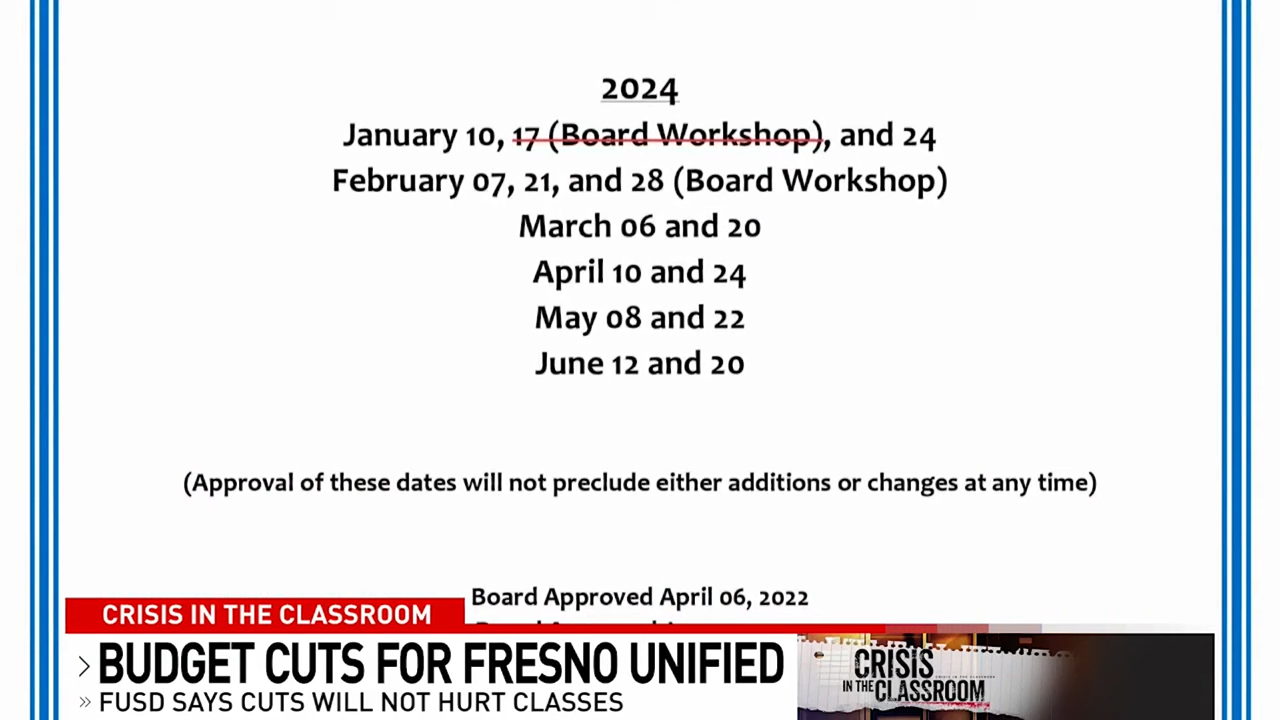 2024
January 10, 17 (Board Workshop), and 24
February 07, 21, and 28 (Board Workshop)
March 06 and 20
April 10 and 24
May 08 and 22
June 12 and 20
(Approval of these dates will not preclude either additions or changes at any time)
Board Approved April 06, 2022
CRISIS IN THE CLASSROOM
BUDGET CUTS FOR FRESNO UNIFIED
FUSD SAYS CUTS WILL NOT HURT CLASSES
CRISIS
IN THE CLASSROOM